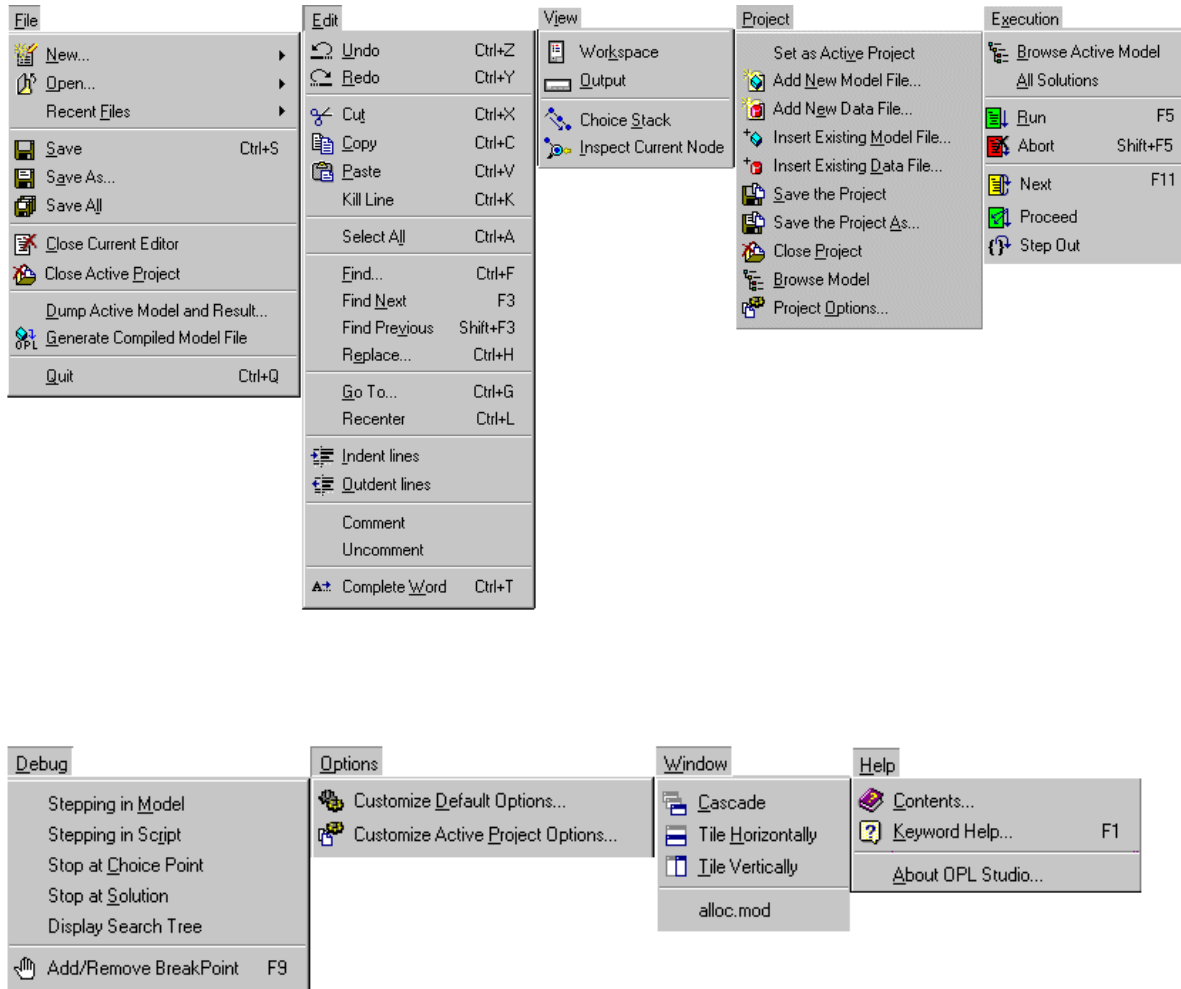 File
New...
Open...
Recent Files
Save Ctrl+S
Save As...
Save All
Close Current Editor
Close Active Project
Dump Active Model and Result...
OPL Generate Compiled Model File
Quit Ctrl+Q
Edit
Undo Ctrl+Z
Redo Ctrl+Y
Cut Ctrl+X
Copy Ctrl+C
Paste Ctrl+V
Kill Line Ctrl+K
Select All Ctrl+A
Find... Ctrl+F
Find Next F3
Find Previous Shift+F3
Replace... Ctrl+H
Go To... Ctrl+G
Recenter Ctrl+L
Indent lines
Outdent lines
Comment
Uncomment
Complete Word Ctrl+T
View
Workspace
Output
Choice Stack
Inspect Current Node
Project
Set as Active Project
Add New Model File...
Add New Data File...
Insert Existing Model File...
Insert Existing Data File...
Save the Project
Save the Project As...
Close Project
Browse Model
Project Options...
Execution
Browse Active Model
All Solutions
Run F5
Abort Shift+F5
Next F11
Proceed
Step Out
Debug
Stepping in Model
Stepping in Script
Stop at Choice Point
Stop at Solution
Display Search Tree
Add/Remove BreakPoint F9
Options
Customize Default Options...
Customize Active Project Options...
Window
Cascade
Tile Horizontally
Tile Vertically
alloc.mod
Help
Contents...
Keyword Help... F1
About OPL Studio...